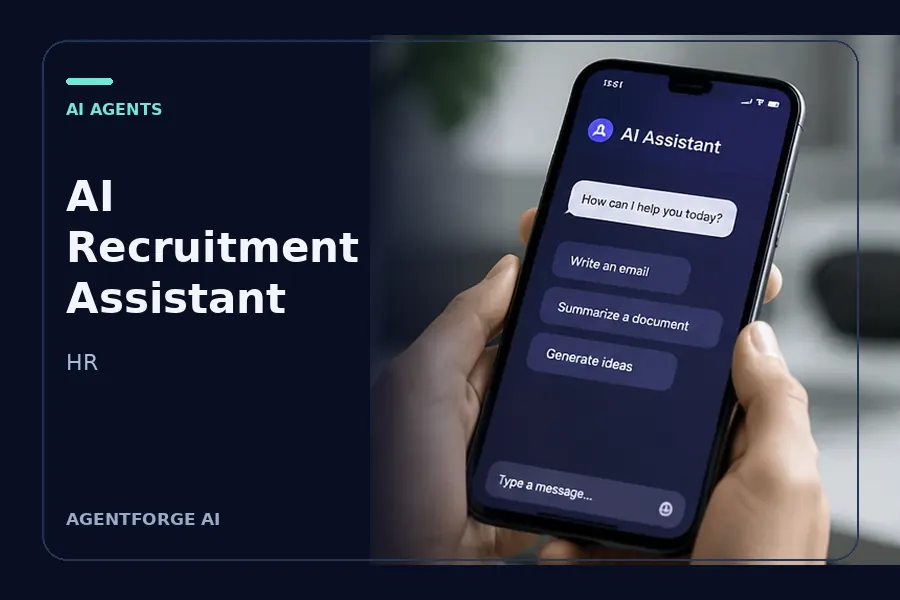 AI AGENTS
AI
Recruitment
Assistant
HR
AGENTFORGE AI
AI Assistant
How can I help you today?
Write an email
Summarize a document
Generate ideas
Type a message...